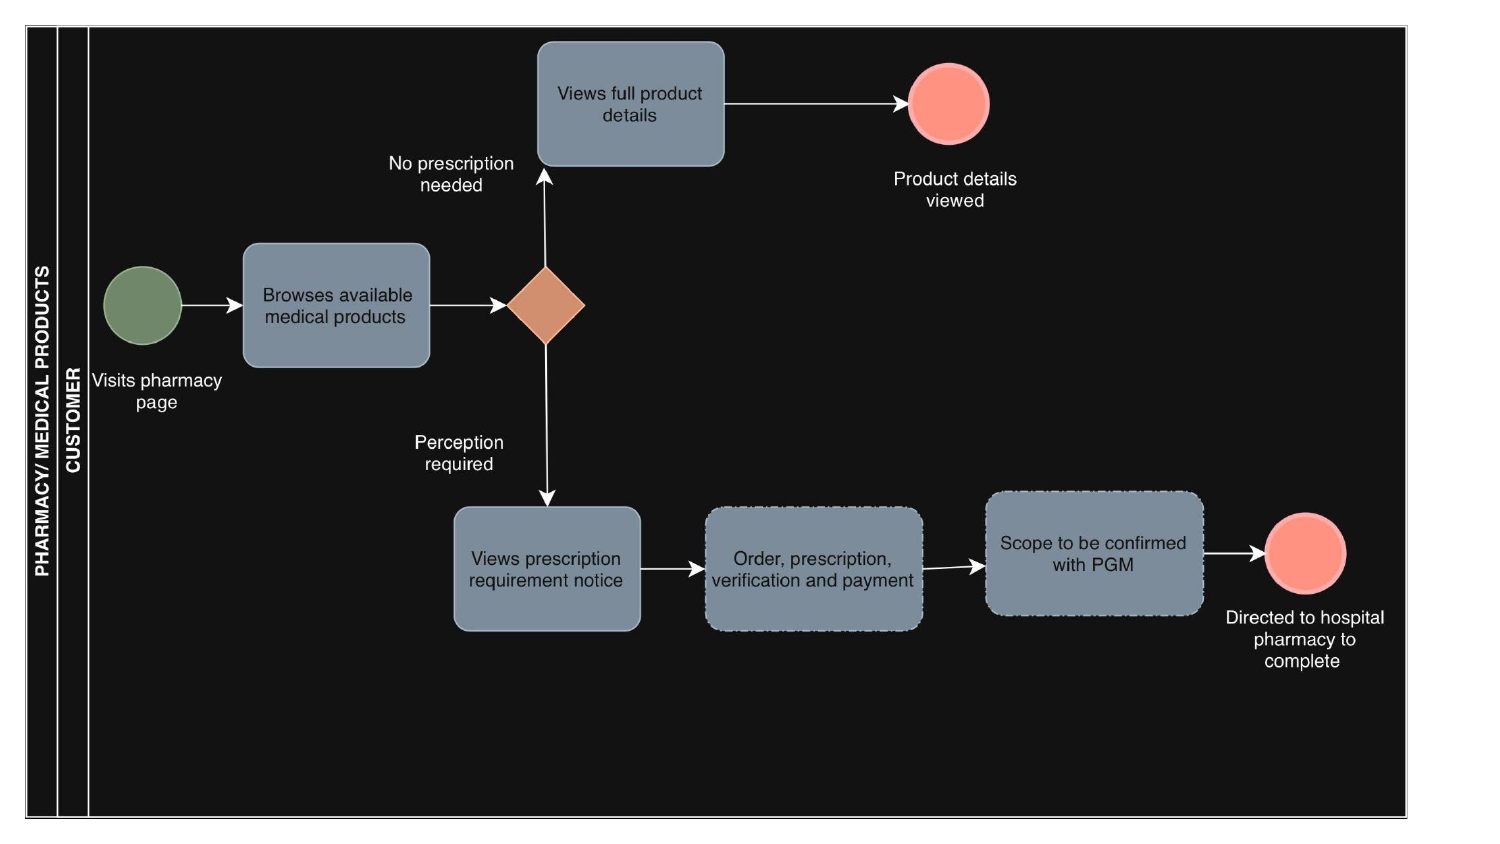 PHARMACY/ MEDICAL PRODUCTS
CUSTOMER
Views full product
details
No prescription
needed
Product details
viewed
Browses available
medical products
Visits pharmacy
page
Perception
required
Views prescription
requirement notice
Order, prescription,
verification and payment
Scope to be confirmed
with PGM
Directed to hospital
pharmacy to
complete